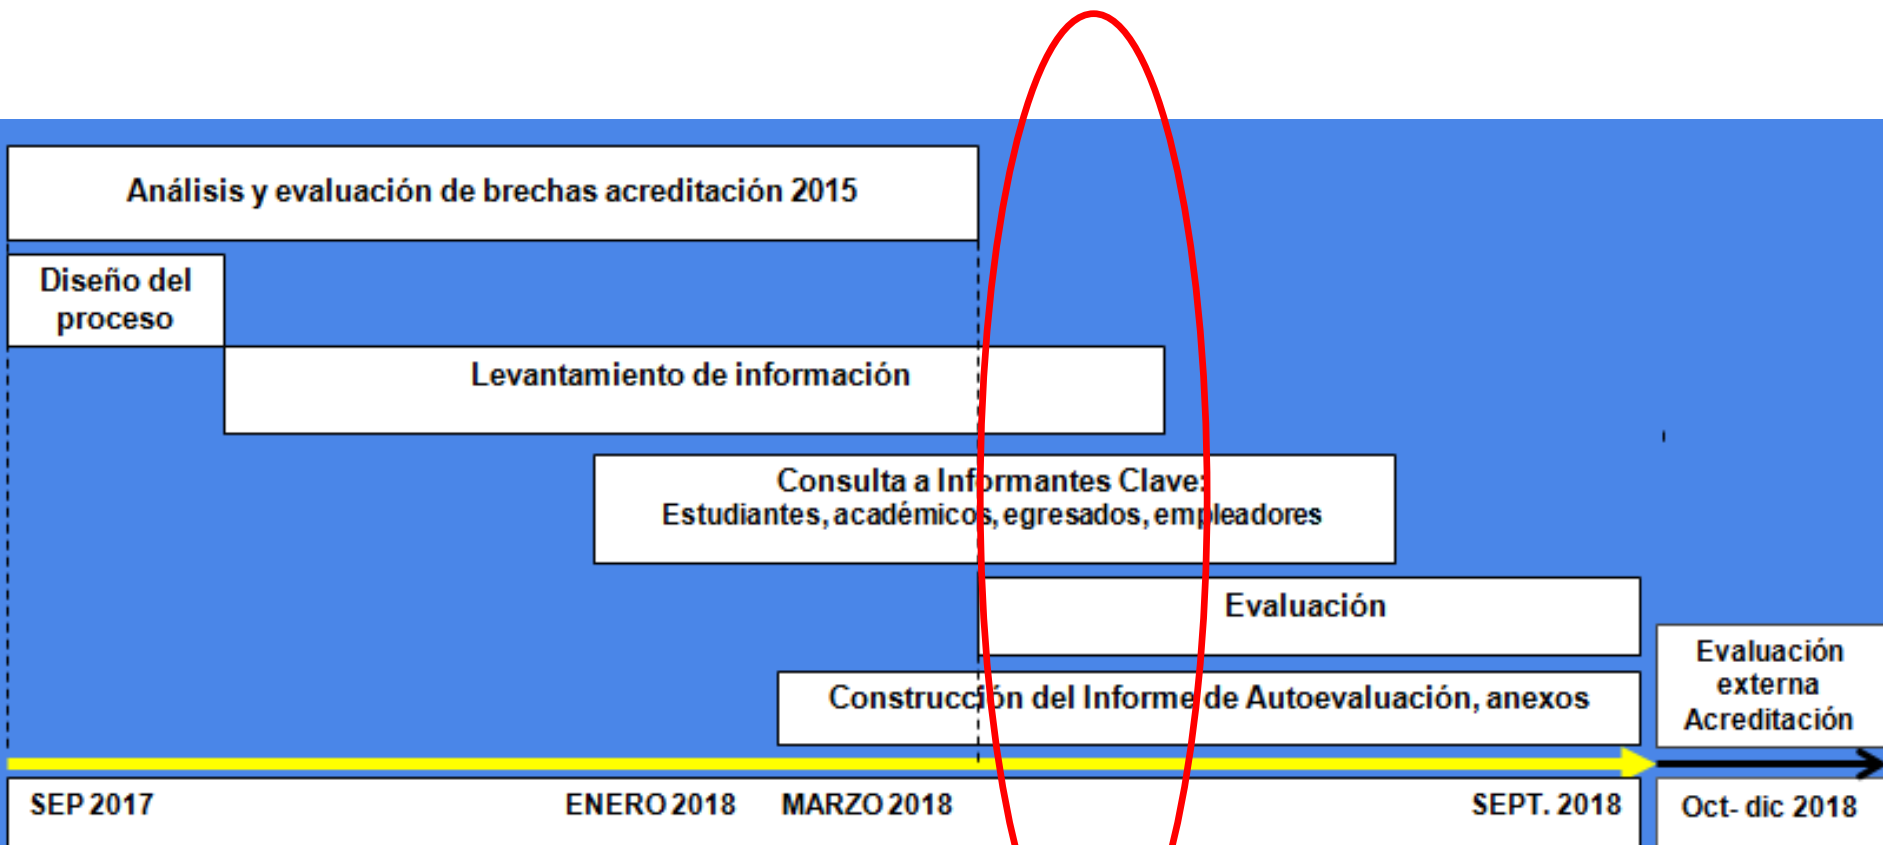 Análisis y evaluación de brechas acreditación 2015
Diseño del
proceso
Levantamiento de información
Consulta a Informantes Clave:
Estudiantes, académicos, egresados, empleadores
Evaluación
Construcción del Informe de Autoevaluación, anexos
Evaluación
externa
Acreditación
SEP 2017
ENERO 2018
MARZO 2018
SEPT. 2018
Oct- dic 2018